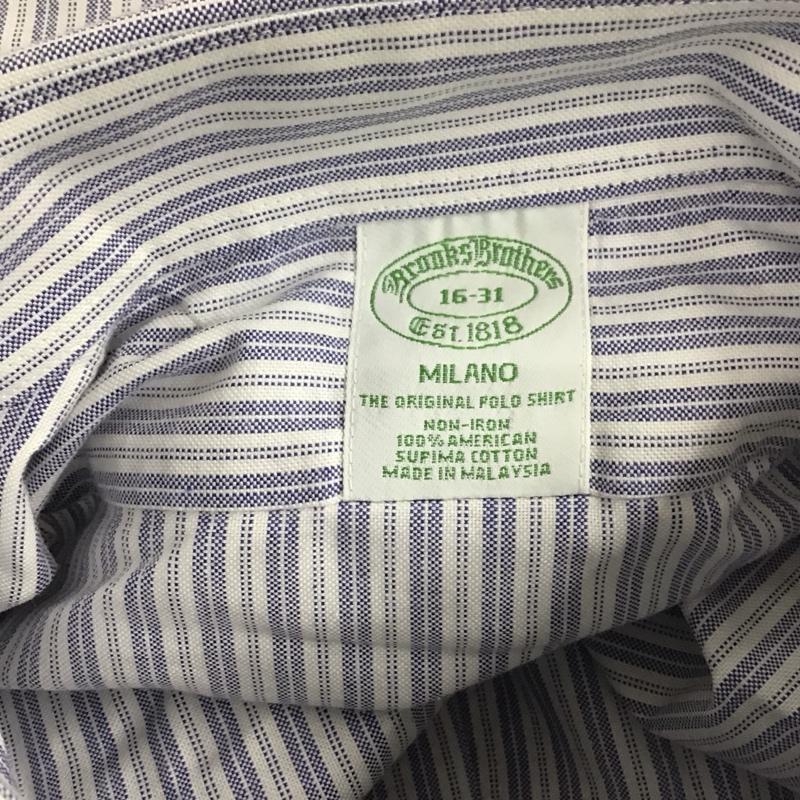 Brooks Brothers
16-31
Est. 1818
MILANO
THE ORIGINAL POLO SHIRT
NON-IRON
100% AMERICAN
SUPIMA COTTON
MADE IN MALAYSIA